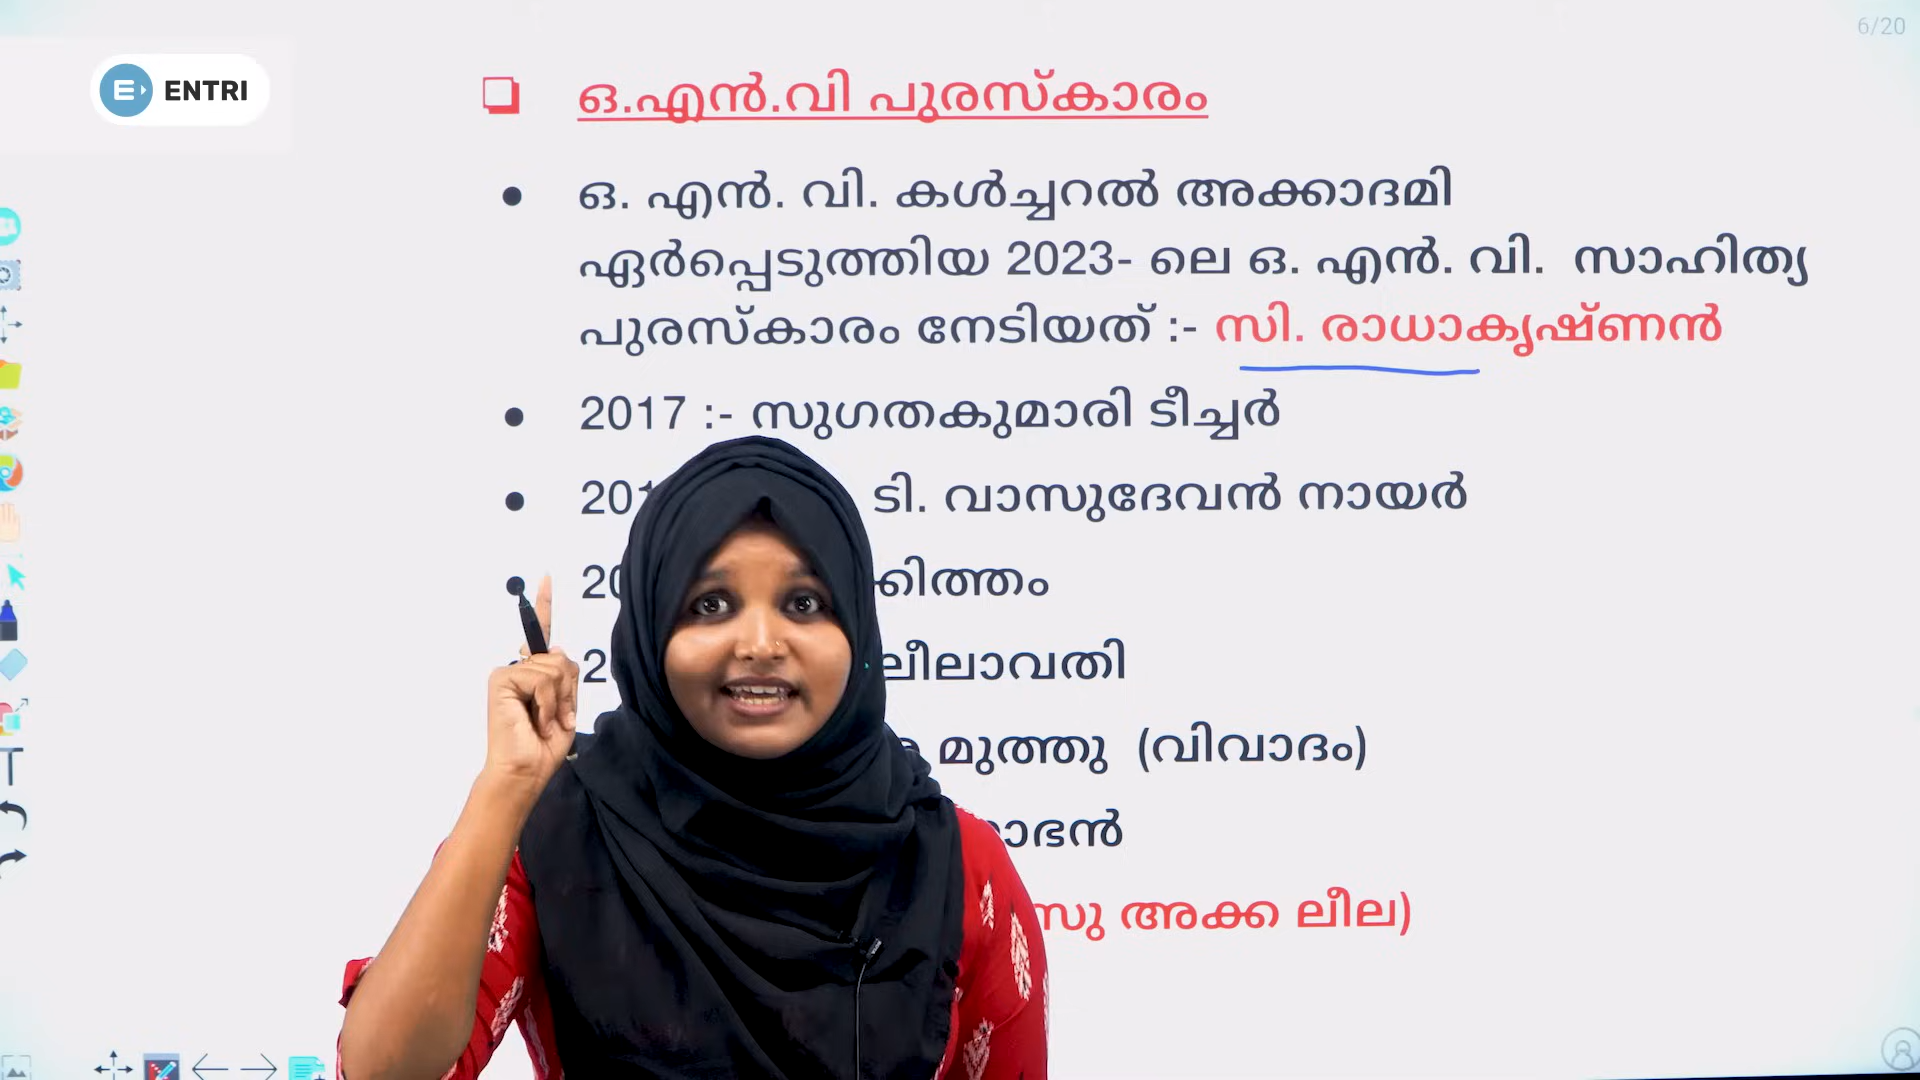 6/20
ENTRI
ഒ.എൻ.വി പുരസ്‌കാരം
ഒ. എൻ. വി. കൾച്ചറൽ അക്കാദമി
ഏർപ്പെടുത്തിയ 2023- ലെ ഒ. എൻ. വി. സാഹിത്യ
പുരസ്‌കാരം നേടിയത് :- സി. രാധാകൃഷ്ണൻ
2017 :- സുഗതകുമാരി ടീച്ചർ
ടി. വാസുദേവൻ നായർ
ലീലാവതി
മുത്തു (വിവാദം)
അക്ക ലീല)